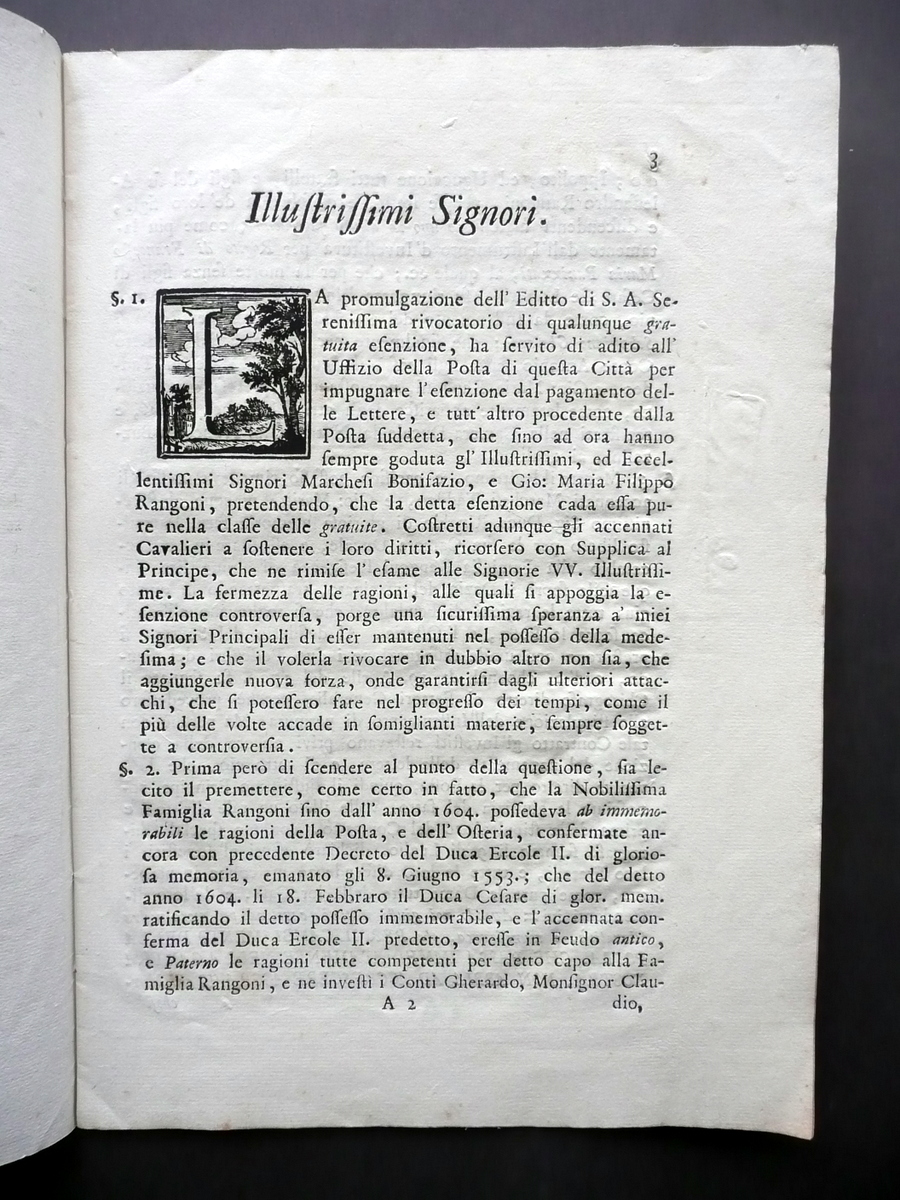 3
Illuſtriſſimi Signori.
§. 1. LA promulgazione dell' Editto di S. A. Se-
reniſſima rivocatorio di qualunque gra-
tuita eſenzione, ha ſervito di adito all'
Uffizio della Poſta di queſta Città per
impugnare l'eſenzione dal pagamento del-
le Lettere, e tutt' altro procedente dalla
Poſta ſuddetta, che ſino ad ora hanno
ſempre goduta gl' Illuſtriſſimi, ed Eccel-
lentiſſimi Signori Marcheſi Bonifazio, e Gio: Maria Filippo
Rangoni, pretendendo, che la detta eſenzione cada eſſa pu-
re nella claſſe delle gratuite. Coſtretti adunque gli accennati
Cavalieri a ſoſtenere i loro diritti, ricorſero con Supplica al
Principe, che ne rimiſe l' eſame alle Signorie VV. Illuſtriſſi-
me. La fermezza delle ragioni, alle quali ſi appoggia la e-
ſenzione controverſa, porge una ſicuriſſima ſperanza a' miei
Signori Principali di eſſer mantenuti nel poſſeſſo della mede-
ſima; e che il volerla rivocare in dubbio altro non ſia, che
aggiungerle nuova forza, onde garantirſi dagli ulteriori attac-
chi, che ſi poteſſero fare nel progreſſo dei tempi, come il
più delle volte accade in ſomiglianti materie, ſempre ſogget-
te a controverſia.
§. 2. Prima però di ſcendere al punto della queſtione, ſia le-
cito il premettere, come certo in fatto, che la Nobiliſſima
Famiglia Rangoni ſino dall' anno 1604. poſſedeva ab immemo-
rabili le ragioni della Poſta, e dell' Oſteria, confermate an-
cora con precedente Decreto del Duca Ercole II. di glorio-
ſa memoria, emanato gli 8. Giugno 1553.; che del detto
anno 1604. li 18. Febbraro il Duca Ceſare di glor. mem.
ratificando il detto poſſeſſo immemorabile, e l'accennata con-
ferma del Duca Ercole II. predetto, ereſſe in Feudo antico,
e Paterno le ragioni tutte competenti per detto capo alla Fa-
miglia Rangoni, e ne inveſtì i Conti Gherardo, Monſignor Clau-
A 2 dio,